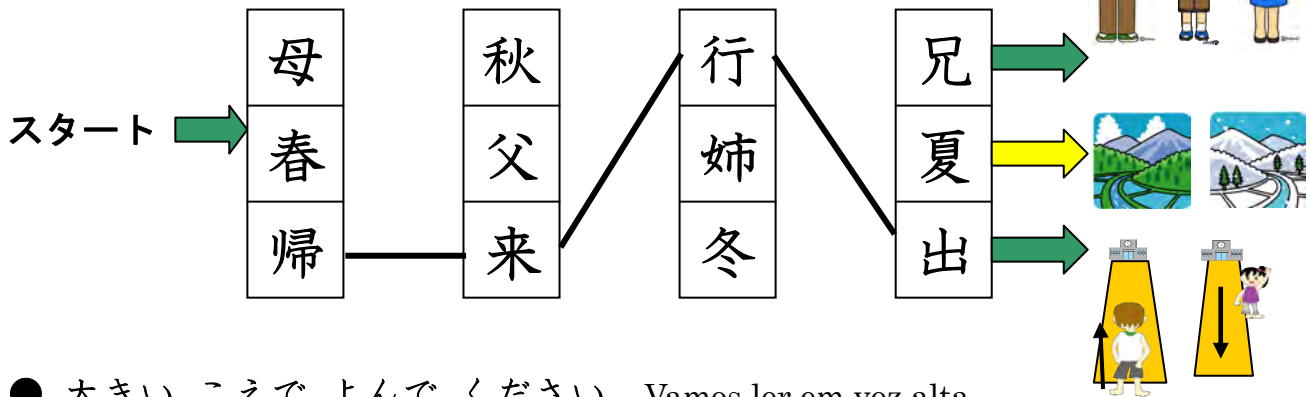 母 秋 行 兄
スタート
春 父 姉 夏
帰 来 冬 出
● 大きい こえで よんで ください Vamos ler em voz alta